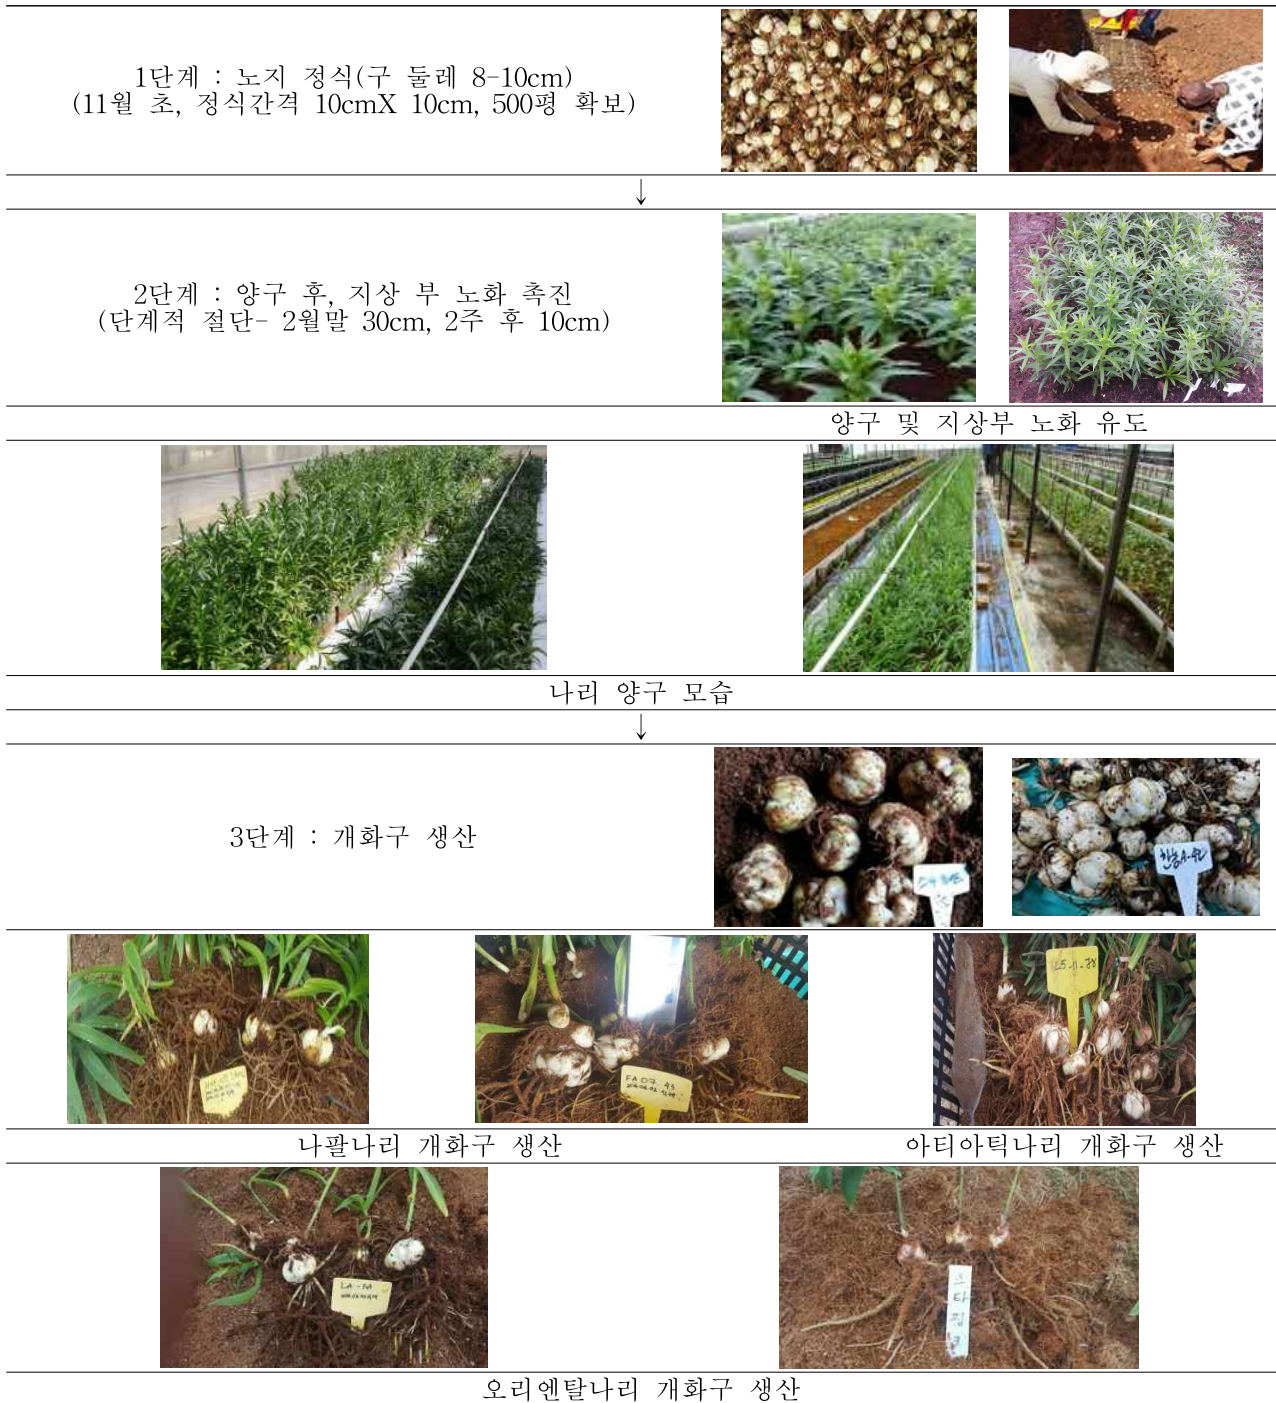 1단계 : 노지 정식(구 둘레 8-10cm)
(11월 초, 정식간격 10cmX 10cm, 500평 확보)
↓
2단계 : 양구 후, 지상 부 노화 촉진
(단계적 절단- 2월말 30cm, 2주 후 10cm)
양구 및 지상부 노화 유도
나리 양구 모습
↓
3단계 : 개화구 생산
FA07-43
나팔나리 개화구 생산
아티아틱나리 개화구 생산
LA-FA
오리엔탈나리 개화구 생산